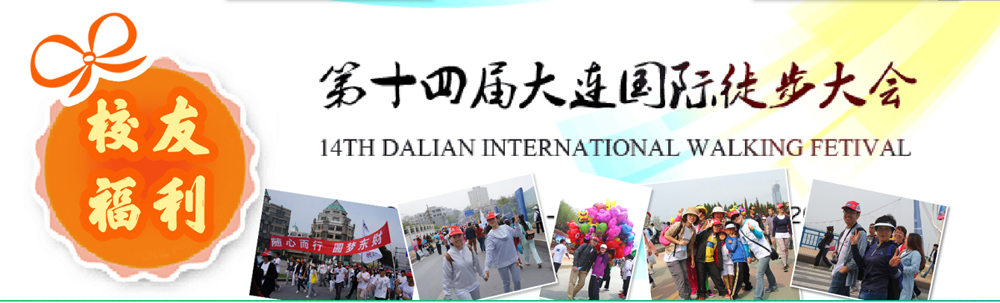 校友
福利
第十四届大连国际徒步大会
14TH DALIAN INTERNATIONAL WALKING FETIVAL
随心而行 圆梦东财